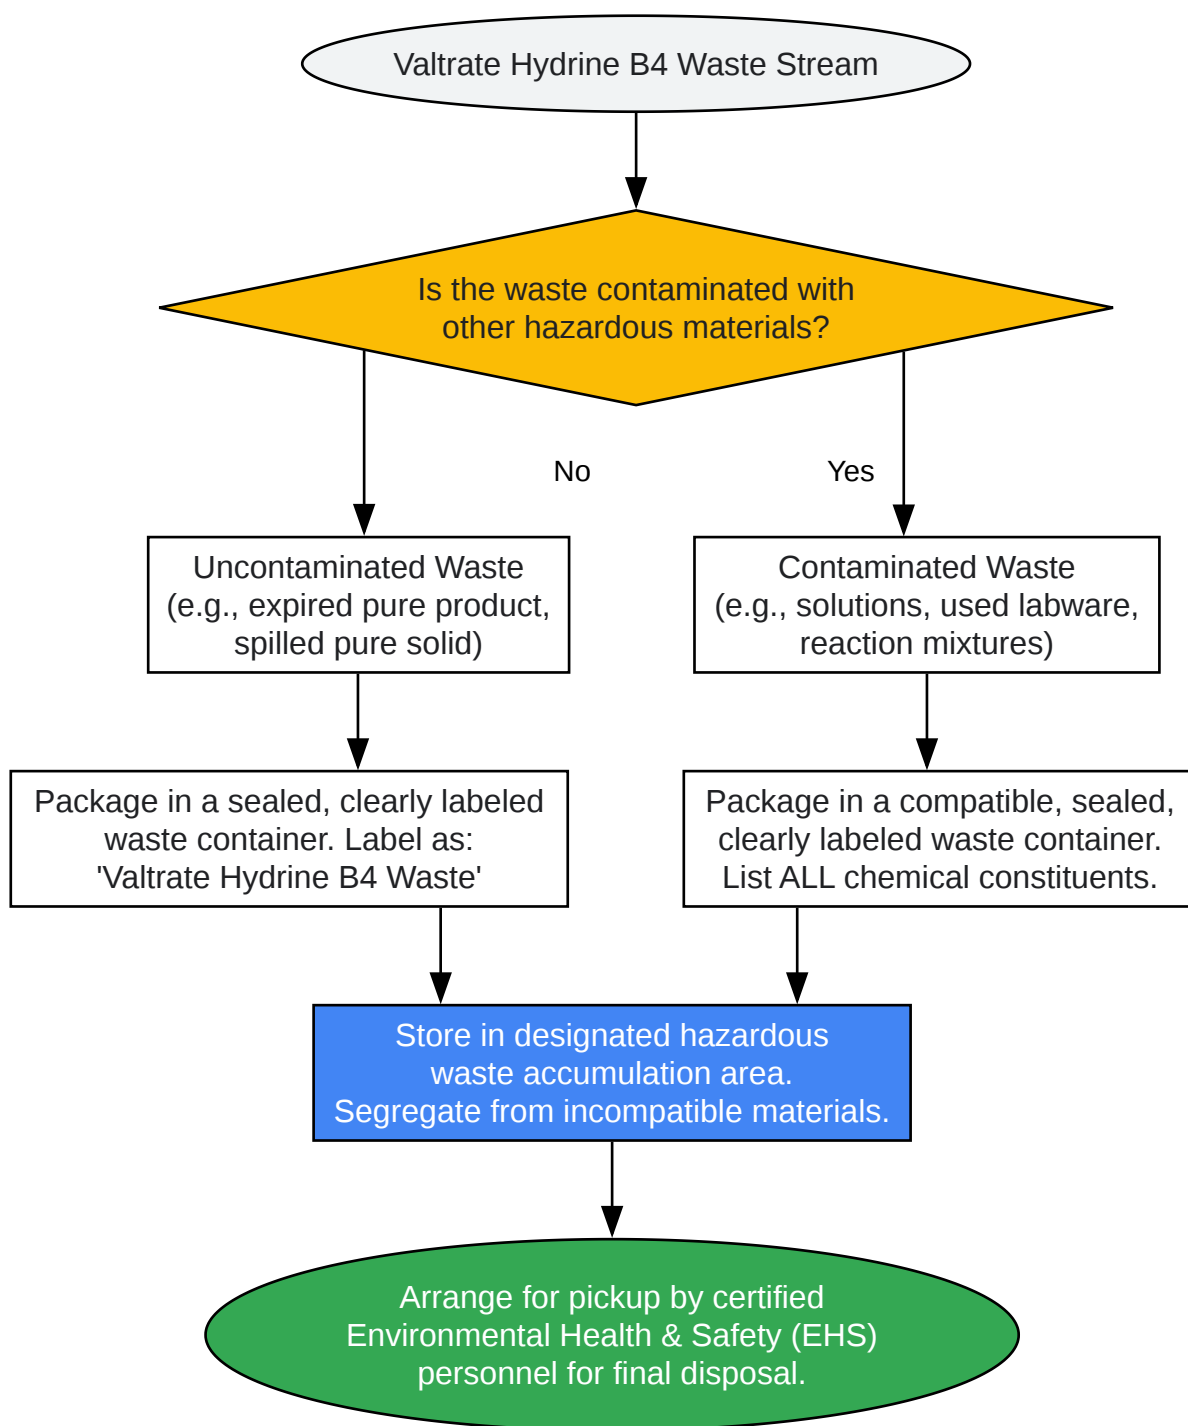 Valtrate Hydrine B4 Waste Stream
Is the waste contaminated with
other hazardous materials?
No
Yes
Uncontaminated Waste
(e.g., expired pure product,
spilled pure solid)
Contaminated Waste
(e.g., solutions, used labware,
reaction mixtures)
Package in a sealed, clearly labeled
waste container. Label as:
'Valtrate Hydrine B4 Waste'
Package in a compatible, sealed,
clearly labeled waste container.
List ALL chemical constituents.
Store in designated hazardous
waste accumulation area.
Segregate from incompatible materials.
Arrange for pickup by certified
Environmental Health & Safety (EHS)
personnel for final disposal.